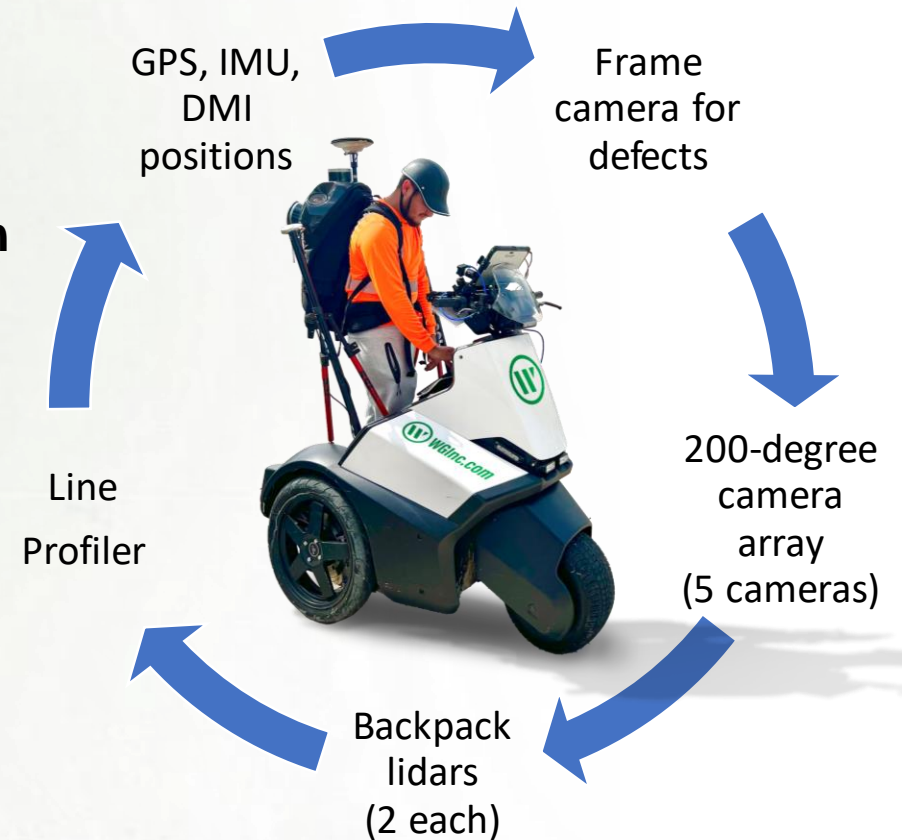 GPS, IMU,
DMI
positions
Frame
camera for
defects
200-degree
camera
array
(5 cameras)
Backpack
lidars
(2 each)
Line
Profiler
n
W
W WGInc.com